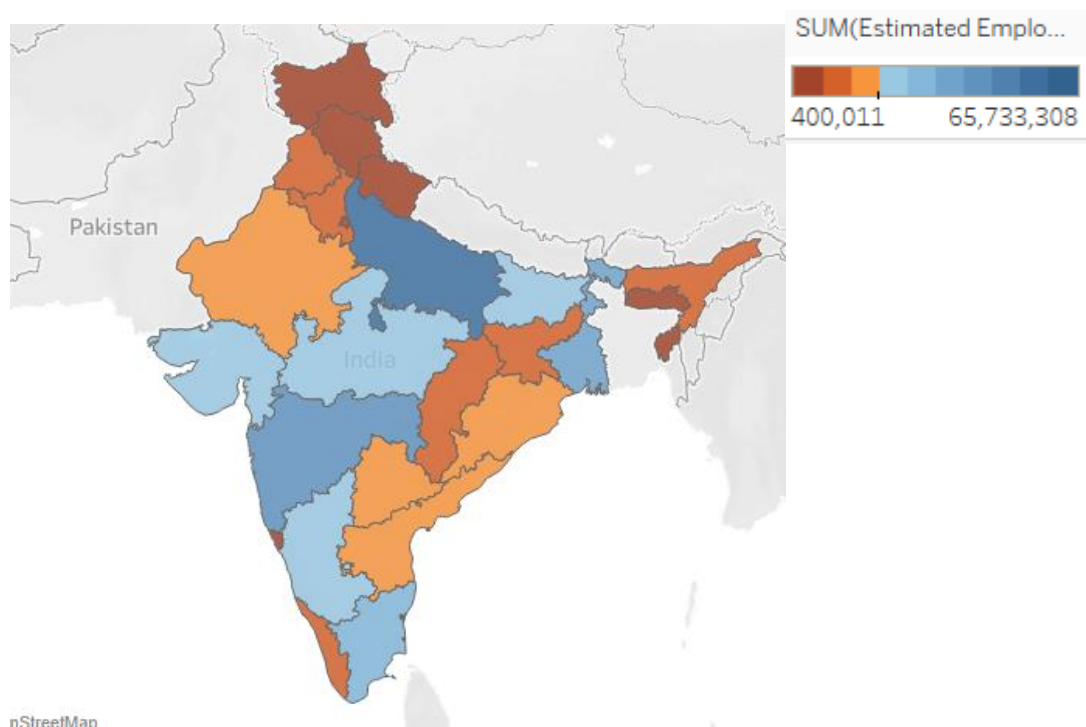 SUM(Estimated Emplo...
400,011 65,733,308
Pakistan
India
nStreetMap